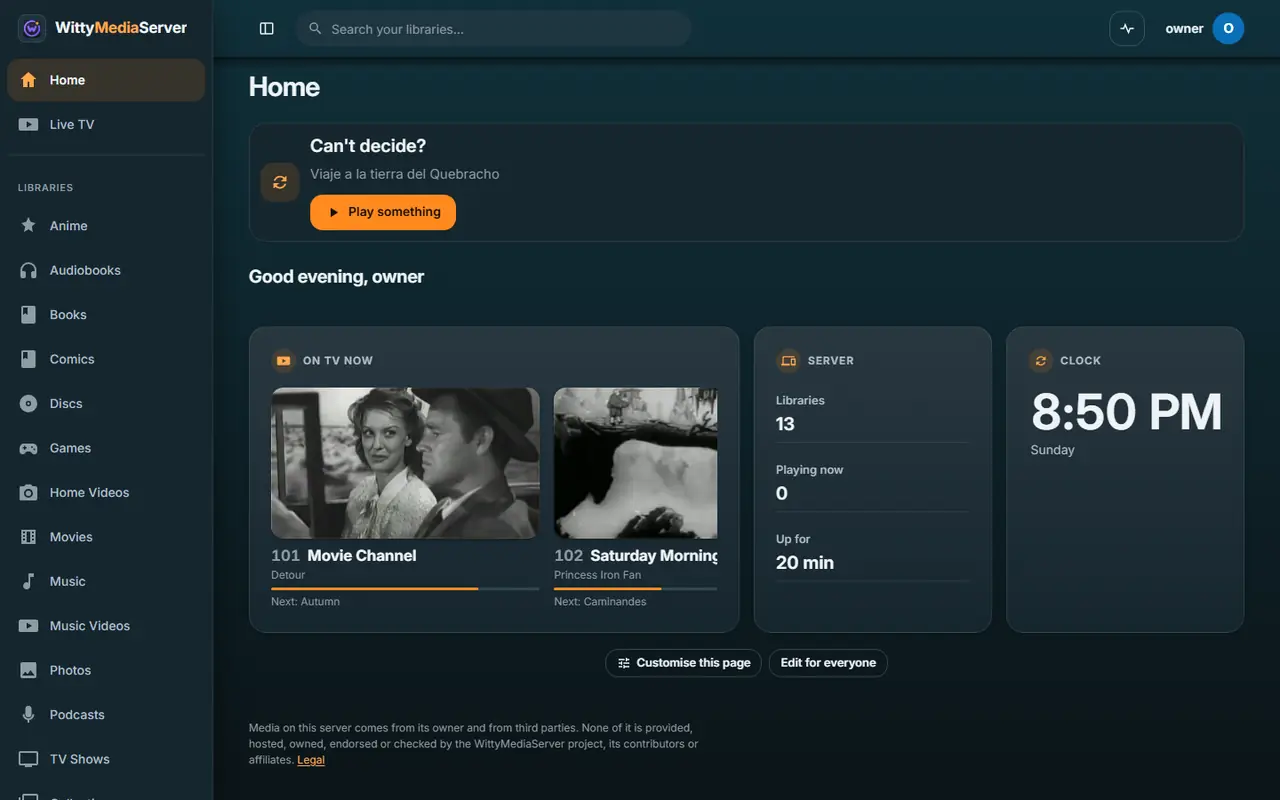 WittyMediaServer
Search your libraries...
owner
O
Home
Live TV
LIBRARIES
Anime
Audiobooks
Books
Comics
Discs
Games
Home Videos
Movies
Music
Music Videos
Photos
Podcasts
TV Shows
Home
Can't decide?
Viaje a la tierra del Quebracho
Play something
Good evening, owner
ON TV NOW
101 Movie Channel
Detour
Next: Autumn
102 Saturday Morning
Princess Iron Fan
Next: Caminandes
SERVER
Libraries
13
Playing now
0
Up for
20 min
CLOCK
8:50 PM
Sunday
Customise this page
Edit for everyone
Media on this server comes from its owner and from third parties. None of it is provided,
hosted, owned, endorsed or checked by the WittyMediaServer project, its contributors or
affiliates. Legal